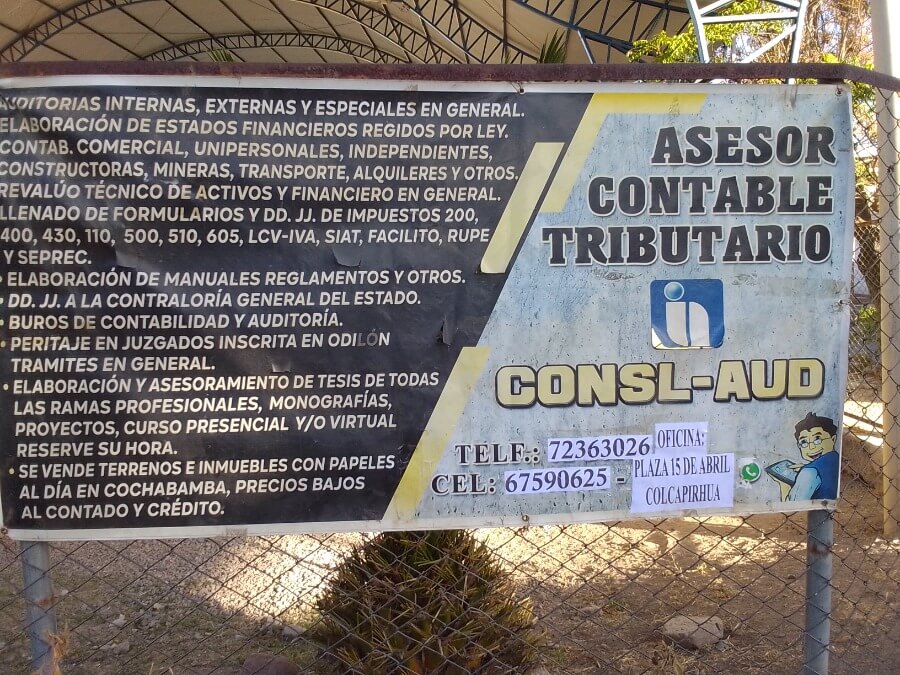 AUDITORIAS INTERNAS, EXTERNAS Y ESPECIALES EN GENERAL.
ELABORACIÓN DE ESTADOS FINANCIEROS REGIDOS POR LEY.
CONTAB. COMERCIAL, UNIPERSONALES, INDEPENDIENTES,
CONSTRUCTORAS, MINERAS, TRANSPORTE, ALQUILERES Y OTROS.
REVALÚO TÉCNICO DE ACTIVOS Y FINANCIERO EN GENERAL.
LLENADO DE FORMULARIOS Y DD. JJ. DE IMPUESTOS 200,
400, 430, 110, 500, 510, 605, LCV-IVA, SIAT, FACILITO, RUPE
Y SEPREC.
• ELABORACIÓN DE MANUALES REGLAMENTOS Y OTROS.
• DD. JJ. A LA CONTRALORÍA GENERAL DEL ESTADO.
• BUROS DE CONTABILIDAD Y AUDITORÍA.
• PERITAJE EN JUZGADOS INSCRITA EN ODILÓN
TRAMITES EN GENERAL.
• ELABORACIÓN Y ASESORAMIENTO DE TESIS DE TODAS
LAS RAMAS PROFESIONALES, MONOGRAFÍAS,
PROYECTOS, CURSO PRESENCIAL Y/O VIRTUAL
RESERVE SU HORA.
• SE VENDE TERRENOS E INMUEBLES CON PAPELES
AL DÍA EN COCHABAMBA, PRECIOS BAJOS
AL CONTADO Y CRÉDITO.
ASESOR
CONTABLE
TRIBUTARIO
CONSL-AUD
TELF.: 72363026
CEL: 67590625 -
OFICINA:
PLAZA 15 DE ABRIL
COLCAPIRHUA